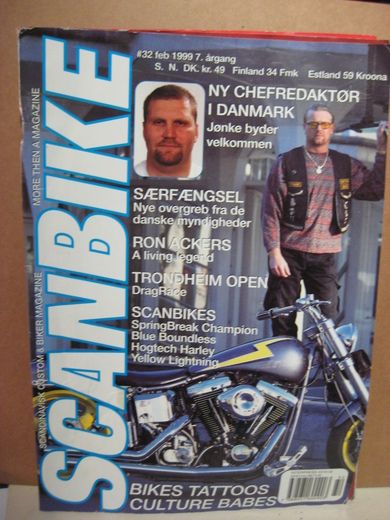 #32 feb 1999 7. årgang
S. N. DK. kr. 49 Finland 34 Fmk Estland 59 Kroona
SCANBIKE
MORE THEN A MAGAZINE
SCANDINAVISK CUSTOM & BIKER MAGAZINE
NY CHEFREDAKTØR
I DANMARK
Jønke byder
velkommen
SÆRFÆNGSEL
Nye overgreb fra de
danske myndigheder
RON ACKERS
A living legend
TRONDHEIM OPEN
DragRace
SCANBIKES
SpringBreak Champion
Blue Boundless
Hogtech Harley
Yellow Lightning
BIKES TATTOOS
CULTURE BABES